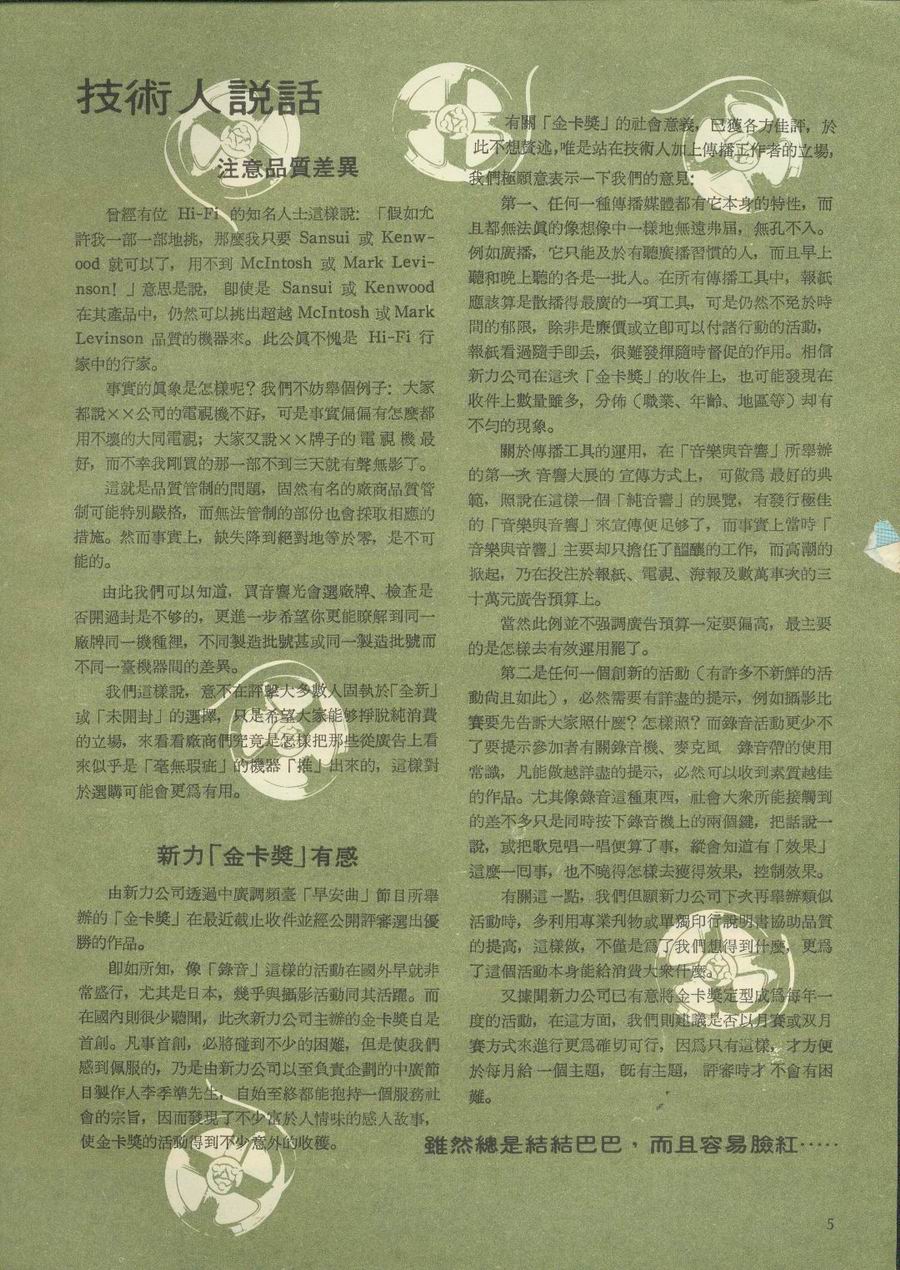 技術人説話
注意品質差異
曾經有位 Hi-Fi 的知名人士這樣說：「假如允
許我一部一部地挑，那麼我只要 Sansui 或 Kenw-
ood 就可以了，用不到 McIntosh 或 Mark Levi-
nson！」意思是說，卽使是 Sansui 或 Kenwood
在其產品中，仍然可以挑出超越 McIntosh 或 Mark
Levinson 品質的機器來。此公眞不愧是 Hi-Fi 行
家中的行家。
事實的眞象是怎樣呢？我們不妨舉個例子：大家
都說××公司的電視機不好，可是事實偏偏有怎麼都
用不壞的大同電視；大家又說××牌子的電視機最
好，而不幸我剛買的那一部不到三天就有聲無影了。
這就是品質管制的問題，固然有名的廠商品質管
制可能特別嚴格，而無法管制的部份也會採取相應的
措施。然而事實上，缺失降到絕對地等於零，是不可
能的。
由此我們可以知道，買音響光會選廠牌、檢查是
否開過封是不够的，更進一步希望你更能瞭解到同一
廠牌同一機種裡，不同製造批號甚或同一製造批號而
不同一臺機器間的差異。
我們這樣說，意不在評擊大多數人固執於「全新」
或「未開封」的選擇，只是希望大家能够掙脫純消費
的立場，來看看廠商們究竟是怎樣把那些從廣告上看
來似乎是「毫無瑕疵」的機器「推」出來的，這樣對
於選購可能會更爲有用。
新力「金卡獎」有感
由新力公司透過中廣調頻臺「早安曲」節目所舉
辦的「金卡獎」在最近截止收件並經公開評審選出優
勝的作品。
卽如所知，像「錄音」這樣的活動在國外早就非
常盛行，尤其是日本，幾乎與攝影活動同其活躍。而
在國內則很少聽聞，此次新力公司主辦的金卡獎自是
首創。凡事首創，必將碰到不少的困難，但是使我們
感到佩服的，乃是由新力公司以至負責企劃的中廣節
目製作人李季準先生，自始至終都能抱持一個服務社
會的宗旨，因而發現了不少富於人情味的感人故事，
使金卡獎的活動得到不少意外的收穫。
有關「金卡獎」的社會意義，已獲各方佳評，於
此不想贅述，唯是站在技術人加上傳播工作者的立場，
我們極願意表示一下我們的意見：
第一、任何一種傳播媒體都有它本身的特性，而
且都無法眞的像想像中一樣地無遠弗屆，無孔不入。
例如廣播，它只能及於有聽廣播習慣的人，而且早上
聽和晚上聽的各是一批人。在所有傳播工具中，報紙
應該算是散播得最廣的一項工具，可是仍然不免於時
間的郁限，除非是廉價或立卽可以付諸行動的活動，
報紙看過隨手卽丢，很難發揮隨時督促的作用。相信
新力公司在這次「金卡獎」的收件上，也可能發現在
收件上數量雖多，分佈（職業、年齡、地區等）却有
不匀的現象。
關於傳播工具的運用，在「音樂與音響」所舉辦
的第一次音響大展的宣傳方式上，可做爲最好的典
範，照說在這樣一個「純音響」的展覽，有發行極佳
的「音樂與音響」來宣傳便足够了，而事實上當時「
音樂與音響」主要却只擔任了醞釀的工作，而高潮的
掀起，乃在投注於報紙、電視、海報及數萬車次的三
十萬元廣告預算上。
當然此例並不强調廣告預算一定要偏高，最主要
的是怎樣去有效運用罷了。
第二是任何一個創新的活動（有許多不新鮮的活
動尙且如此），必然需要有詳盡的提示，例如攝影比
賽要先告訴大家照什麼？怎樣照？而錄音活動更少不
了要提示參加者有關錄音機、麥克風　錄音帶的使用
常識，凡能做越詳盡的提示，必然可以收到素質越佳
的作品。尤其像錄音這種東西，社會大衆所能接觸到
的差不多只是同時按下錄音機上的兩個鍵，把話說一
說，或把歌兒唱一唱便算了事，縱會知道有「效果」
這麼一回事，也不曉得怎樣去獲得效果，控制效果。
有關這一點，我們但願新力公司下次再舉辦類似
活動時，多利用專業刋物或單獨印行說明書協助品質
的提高，這樣做，不僅是爲了我們想得到什麼，更爲
了這個活動本身能給消費大衆什麼。
又據聞新力公司已有意將金卡獎定型成爲每年一
度的活動，在這方面，我們則建議是否以月賽或双月
賽方式來進行更爲確切可行，因爲只有這樣，才方便
於每月給一個主題，旣有主題，評審時才不會有困
難。
雖然總是結結巴巴，而且容易臉紅……
5